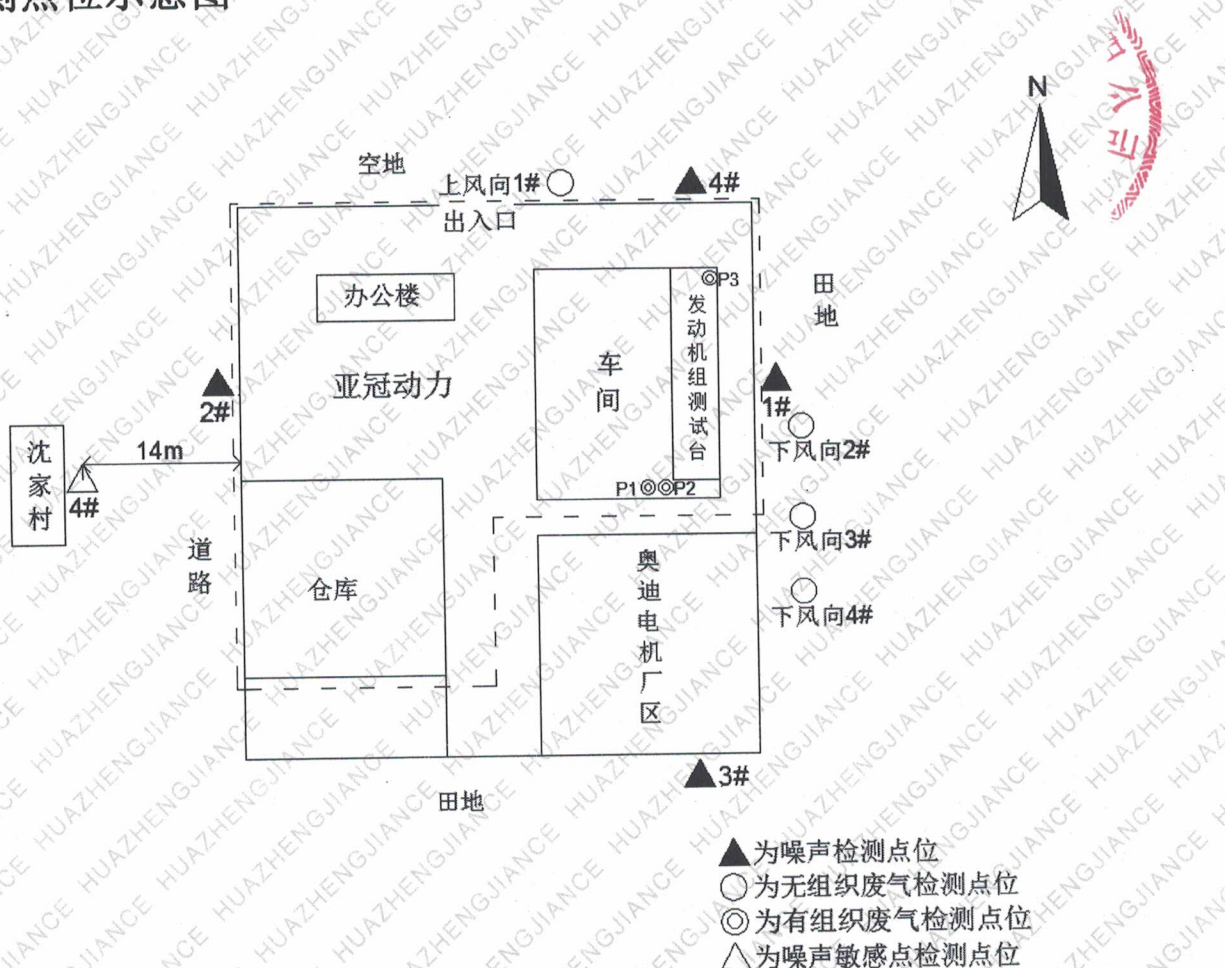 测点位示意图
N
空地
上风向1#
4#
出入口
办公楼
P3
田地
发动机组测试台
车间
亚冠动力
2#
1#
下风向2#
沈家村
14m
4#
P1
P2
下风向3#
道路
仓库
奥迪电机厂区
下风向4#
3#
田地
为噪声检测点位
为无组织废气检测点位
为有组织废气检测点位
为噪声敏感点检测点位
HUAZHENGJIANCE